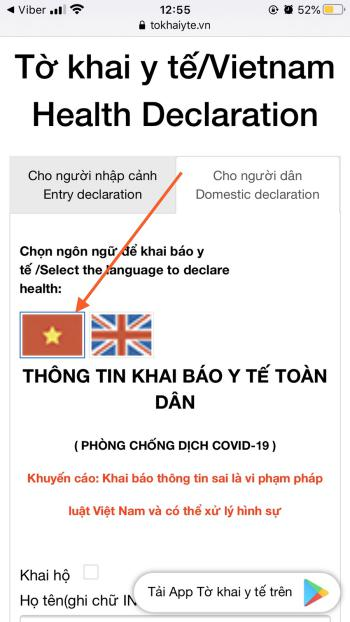 Viber 12:55 52%
tokhaiyte.vn
Tờ khai y tế/Vietnam
Health Declaration
Cho người nhập cảnh
Entry declaration
Cho người dân
Domestic declaration
Chọn ngôn ngữ để khai báo y
tế /Select the language to declare
health:
THÔNG TIN KHAI BÁO Y TẾ TOÀN
DÂN
( PHÒNG CHỐNG DỊCH COVID-19 )
Khuyến cáo: Khai báo thông tin sai là vi phạm pháp
luật Việt Nam và có thể xử lý hình sự
Khai hộ
Họ tên(ghi chữ IN
Tải App Tờ khai y tế trên